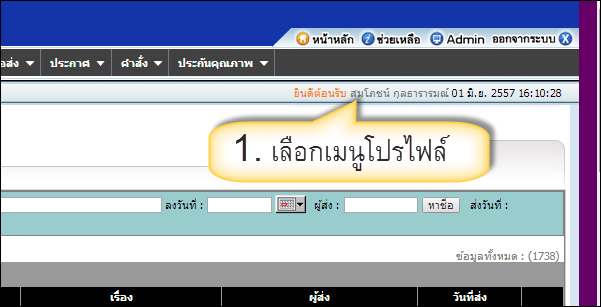 หน้าหลัก ช่วยเหลือ Admin ออกจากระบบ
อส่ง ประกาศ คำสั่ง ประกันคุณภาพ
ยินดีต้อนรับ สมโภชน์ กุลธารารมณ์ 01 มิ.ย. 2557 16:10:28
1. เลือกเมนูโปรไฟล์
ลงวันที่ : ผู้ส่ง : หาชื่อ ส่งวันที่ :
ข้อมูลทั้งหมด : (1738)
เรื่อง ผู้ส่ง วันที่ส่ง